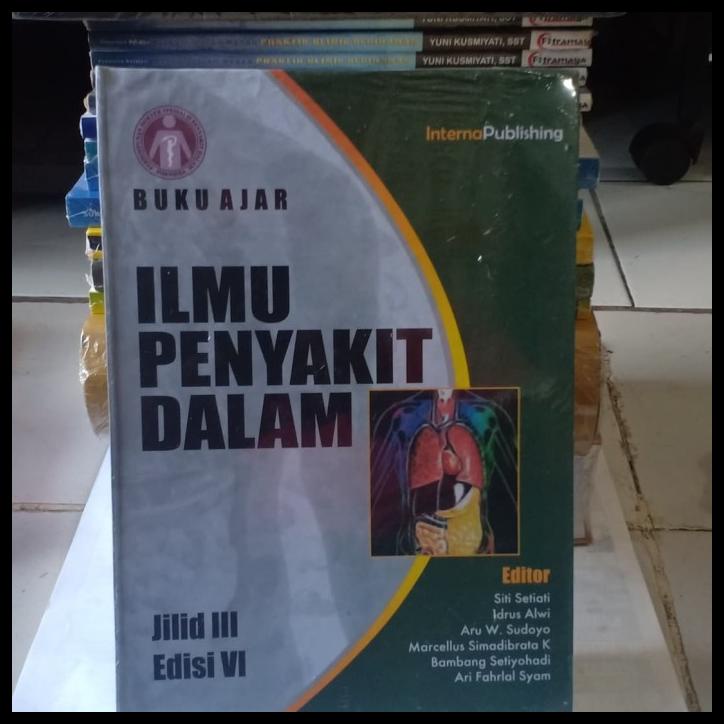 YUNI KUSMIYATI, SST
PRAKTIK KLINIK KEBIDANAN YUNI KUSMIYATI, SST Fitramaya
YUNI KUSMIYATI, SST Fitramaya
InternaPublishing
BUKU AJAR
ILMU
PENYAKIT
DALAM
Editor
Siti Setiati
Idrus Alwi
Aru W. Sudoyo
Marcellus Simadibrata K
Bambang Setiyohadi
Ari Fahrial Syam
Jilid III
Edisi VI